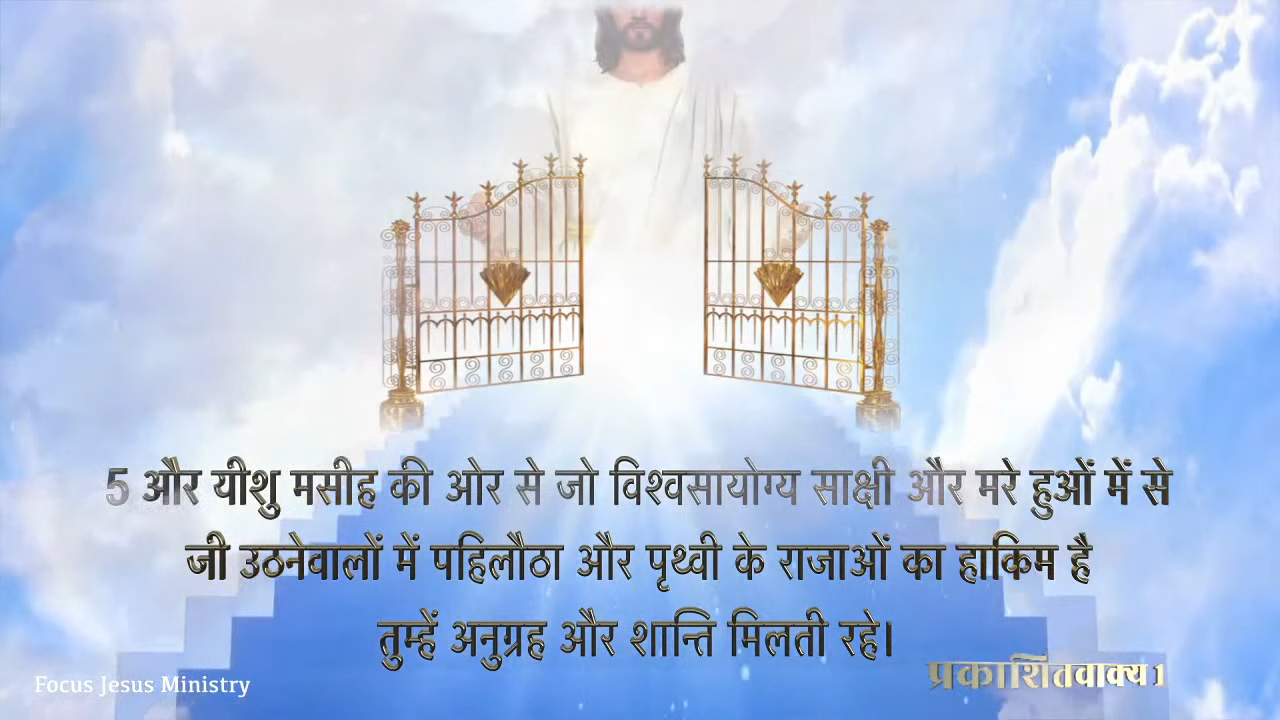 5 और यीशु मसीह की ओर से जो विश्वसायोग्य साक्षी और मरे हुओं में से
जी उठनेवालों में पहिलौठा और पृथ्वी के राजाओं का हाकिम है
तुम्हें अनुग्रह और शान्ति मिलती रहे।
प्रकाशितवाक्य 1
Focus Jesus Ministry